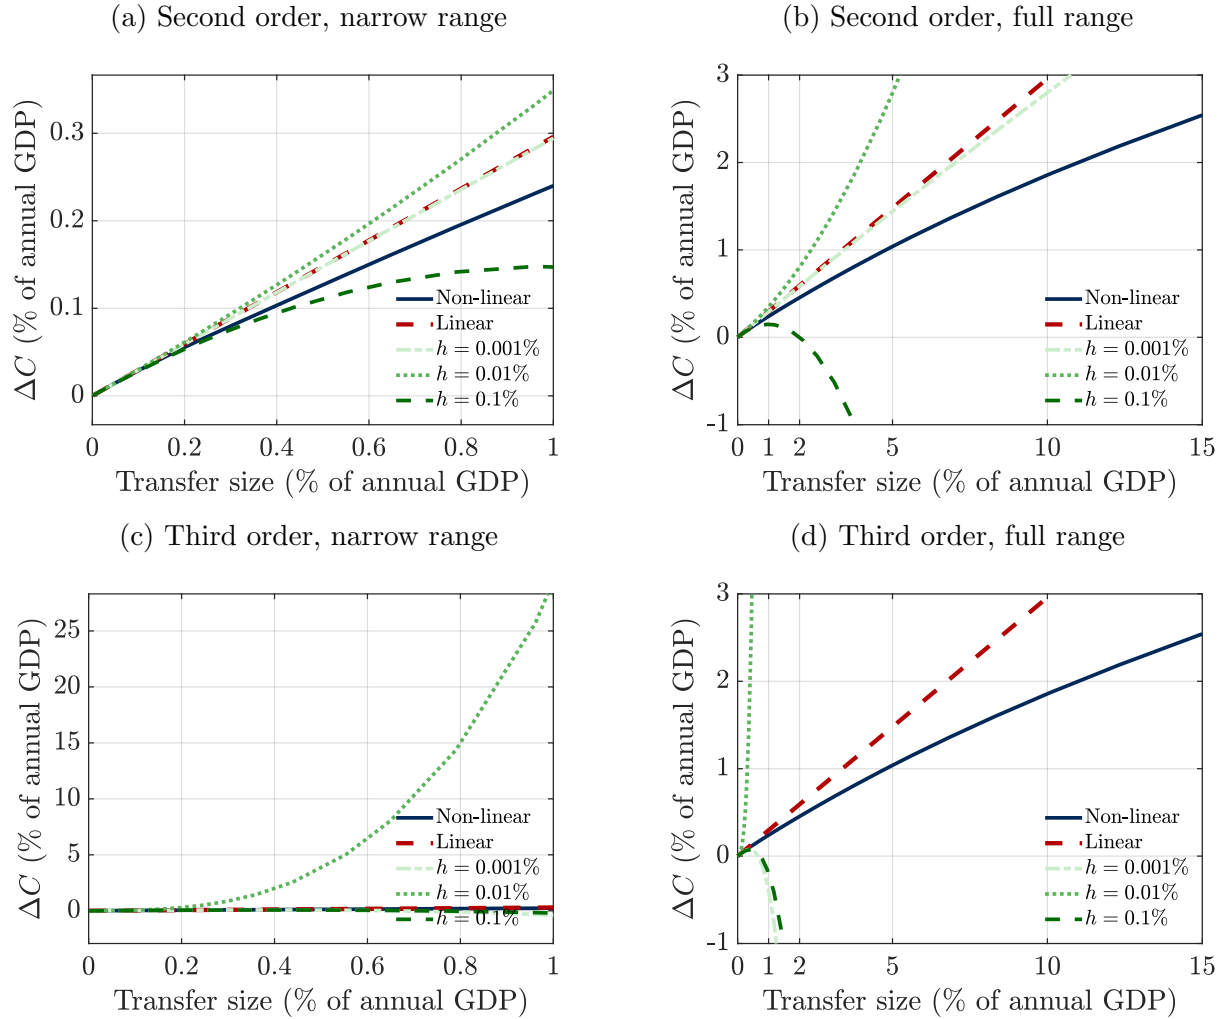 (a) Second order, narrow range
ΔC (% of annual GDP)
0.3
0.2
0.1
0
0 0.2 0.4 0.6 0.8 1
Transfer size (% of annual GDP)
Non-linear
Linear
h = 0.001%
h = 0.01%
h = 0.1%
(b) Second order, full range
ΔC (% of annual GDP)
3
2
1
0
-1
0 1 2 5 10 15
Transfer size (% of annual GDP)
Non-linear
Linear
h = 0.001%
h = 0.01%
h = 0.1%
(c) Third order, narrow range
ΔC (% of annual GDP)
25
20
15
10
5
0
0 0.2 0.4 0.6 0.8 1
Transfer size (% of annual GDP)
Non-linear
Linear
h = 0.001%
h = 0.01%
h = 0.1%
(d) Third order, full range
ΔC (% of annual GDP)
3
2
1
0
-1
0 1 2 5 10 15
Transfer size (% of annual GDP)
Non-linear
Linear
h = 0.001%
h = 0.01%
h = 0.1%